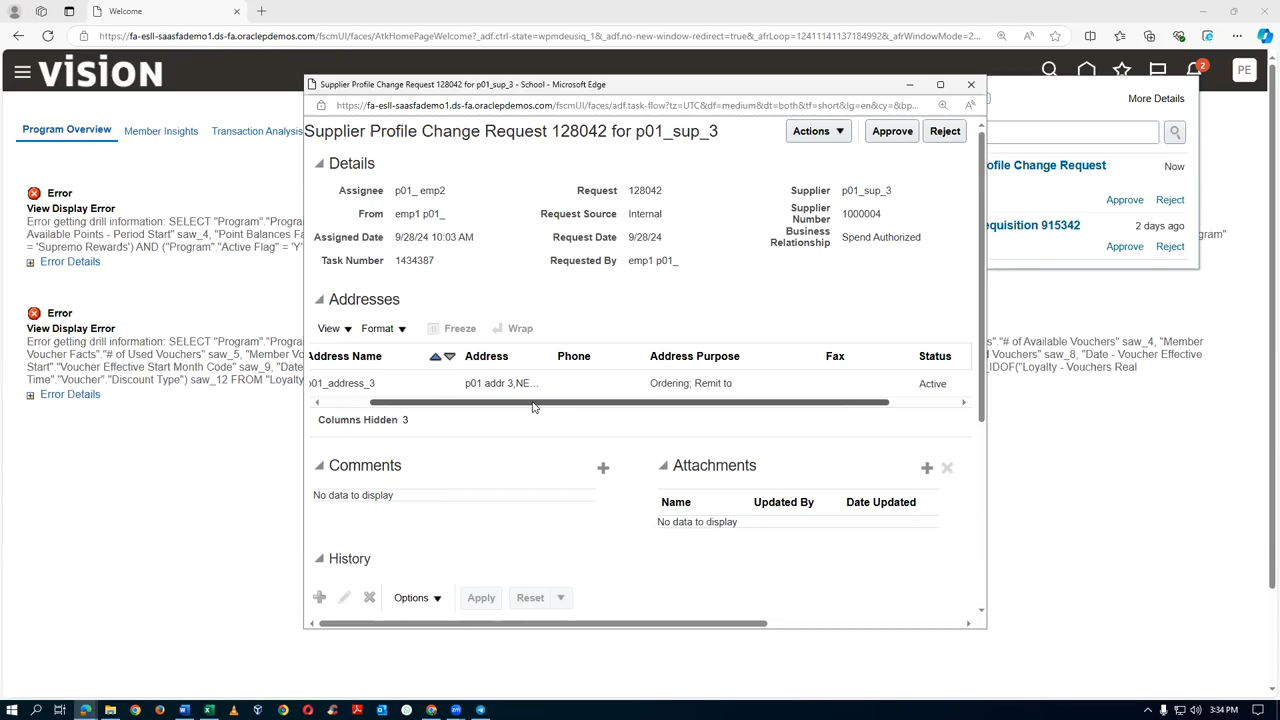 Welcome
https://fa-esll-saasfademo1.ds-fa.oraclepdemos.com/fscmUI/faces/AtkHomePageWelcome?_adf.ctrl-state=wpmdeusiq_1&_adf.no-new-window-redirect=true&_afrLoop=12411141137184992&_afrWindowMode=2...
VISION
2
PE
Supplier Profile Change Request 128042 for p01_sup_3 - School - Microsoft Edge
https://fa-esll-saasfademo1.ds-fa.oraclepdemos.com/fscmUI/faces/adf.task-flow?tz=UTC&df=medium&dt=both&tf=short&lg=en&cy=&bp...
More Details
Program Overview
Member Insights
Transaction Analysis
Supplier Profile Change Request 128042 for p01_sup_3
Actions
Approve
Reject
Details
Assignee p01_ emp2
Request 128042
Supplier p01_sup_3
From emp1 p01_
Request Source Internal
Supplier Number 1000004
Assigned Date 9/28/24 10:03 AM
Request Date 9/28/24
Business Relationship Spend Authorized
Task Number 1434387
Requested By emp1 p01_
ofile Change Request
Now
Approve
Reject
equisition 915342
2 days ago
Approve
Reject
Error
View Display Error
Error getting drill information: SELECT "Program"."Progra
Available Points - Period Start" saw_4, "Point Balances Fa
gram"
= 'Supremo Rewards') AND ("Program"."Active Flag" = 'Y'
Error Details
Error
View Display Error
Error getting drill information: SELECT "Program"."Progra
s"."# of Available Vouchers" saw_4, "Member
Voucher Facts"."# of Used Vouchers" saw_5, "Member Vo
d Vouchers" saw_8, "Date - Voucher Effective
Start"."Voucher Effective Start Month Code" saw_9, "Date
_IDOF("Loyalty - Vouchers Real
Time"."Voucher"."Discount Type") saw_12 FROM "Loyalty
Error Details
Addresses
View
Format
Freeze
Wrap
Address Name
Address
Phone
Address Purpose
Fax
Status
p01_address_3
p01 addr 3,NE...
Ordering; Remit to
Active
Columns Hidden 3
Comments
No data to display
Attachments
Name
Updated By
Date Updated
No data to display
History
Options
Apply
Reset
3:34 PM